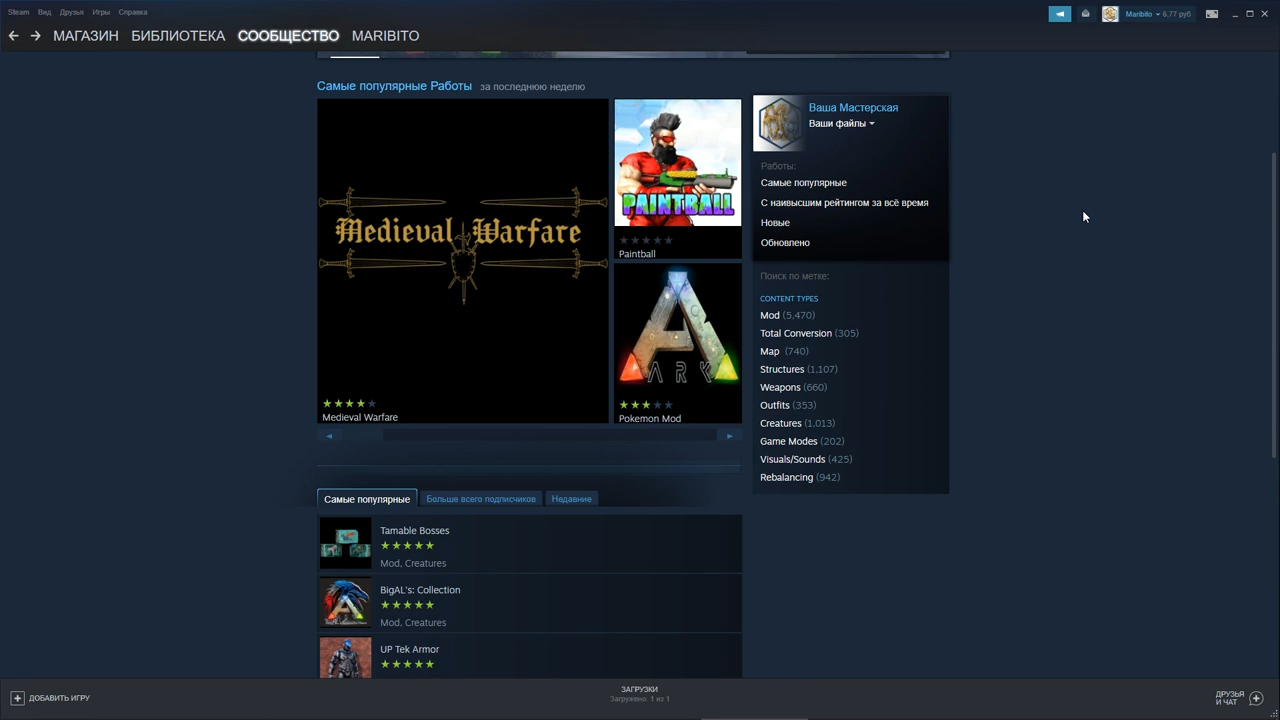 Steam Вид Друзья Игры Справка
Maribito 6,77 руб
МАГАЗИН БИБЛИОТЕКА СООБЩЕСТВО MARIBITO
Самые популярные Работы за последнюю неделю
Medieval Warfare
Medieval Warfare
PAINTBALL
Paintball
ARK
Pokemon Mod
Ваша Мастерская
Ваши файлы
Работы:
Самые популярные
С наивысшим рейтингом за всё время
Новые
Обновлено
Поиск по метке:
CONTENT TYPES
Mod (5,470)
Total Conversion (305)
Map (740)
Structures (1,107)
Weapons (660)
Outfits (353)
Creatures (1,013)
Game Modes (202)
Visuals/Sounds (425)
Rebalancing (942)
Самые популярные Больше всего подписчиков Недавние
Tamable Bosses
Mod, Creatures
BigAL's: Collection
Mod, Creatures
UP Tek Armor
ДОБАВИТЬ ИГРУ
ЗАГРУЗКИ
Загружено: 1 из 1
ДРУЗЬЯ
И ЧАТ